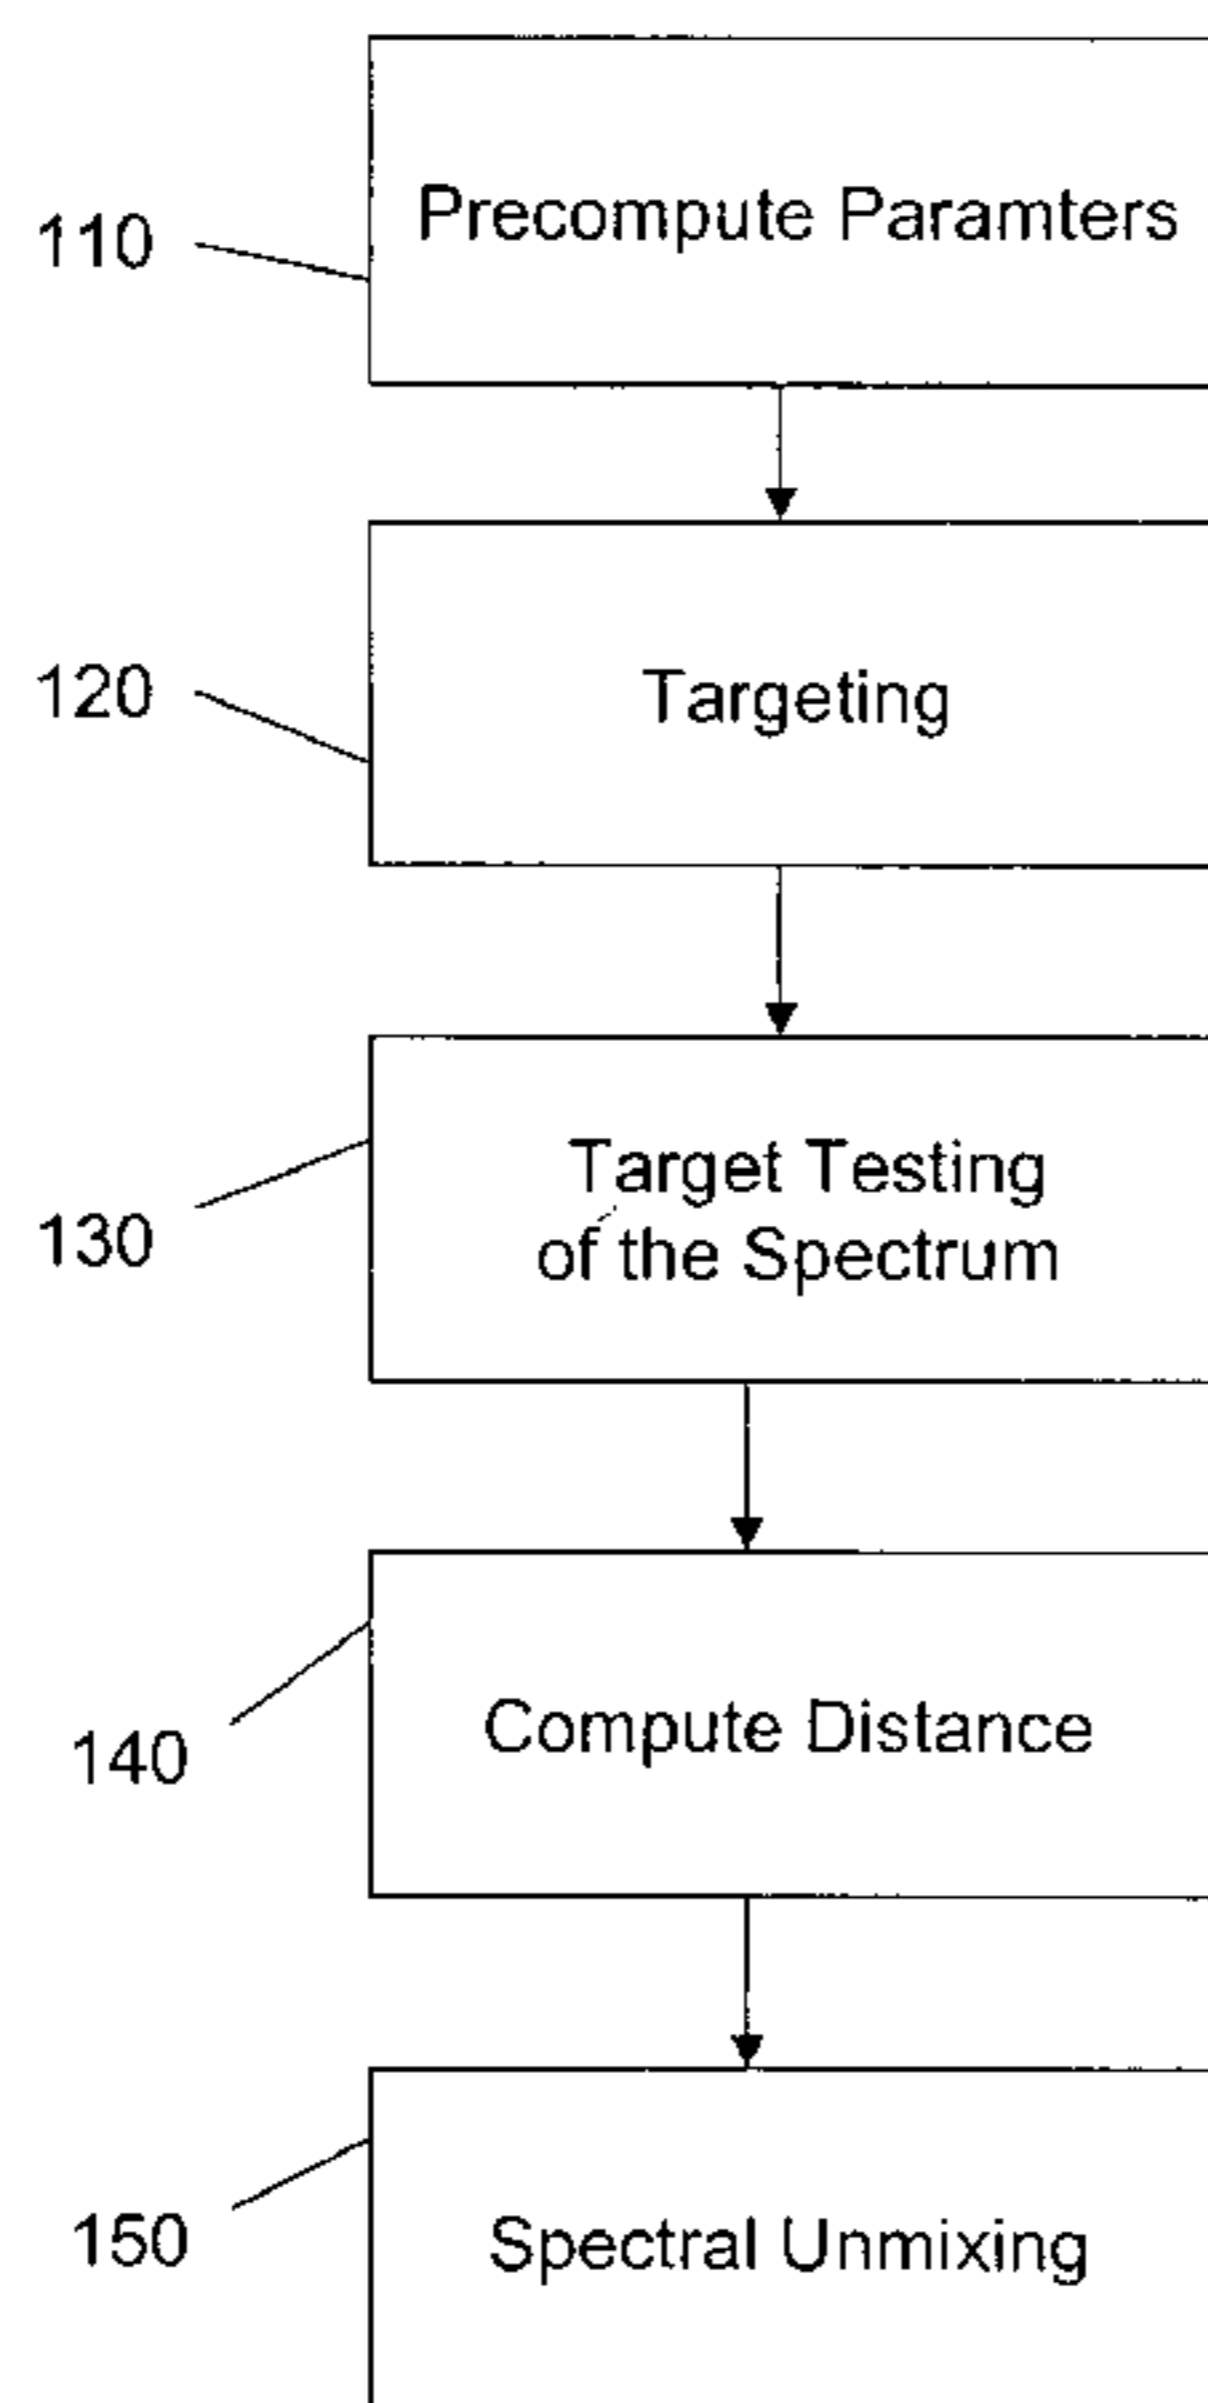 110
Precompute Paramters
120
Targeting
130
Target Testing
of the Spectrum
140
Compute Distance
150
Spectral Unmixing